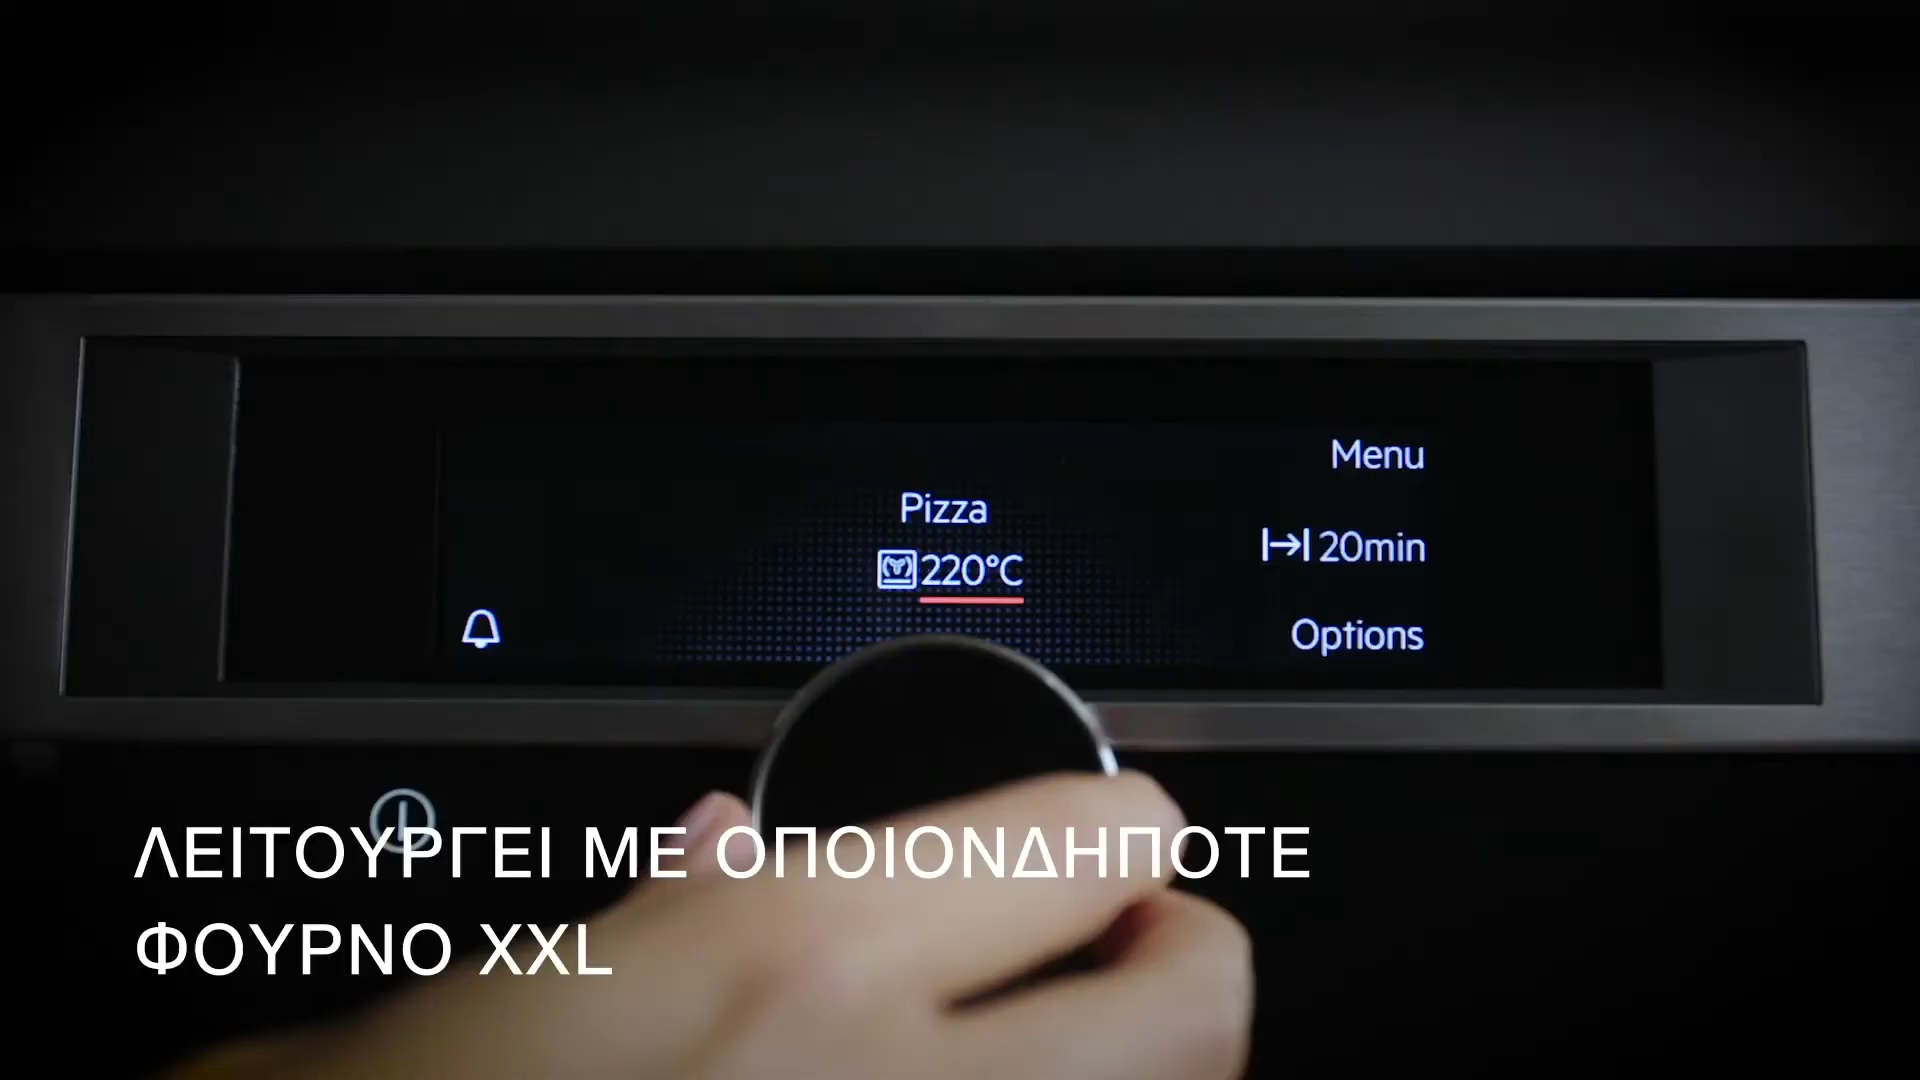 Menu
Pizza
20min
220°C
Options
ΛΕΙΤΟΥΡΓΕΙ ΜΕ ΟΠΟΙΟΝΔΗΠΟΤΕ
ΦΟΥΡΝΟ XXL